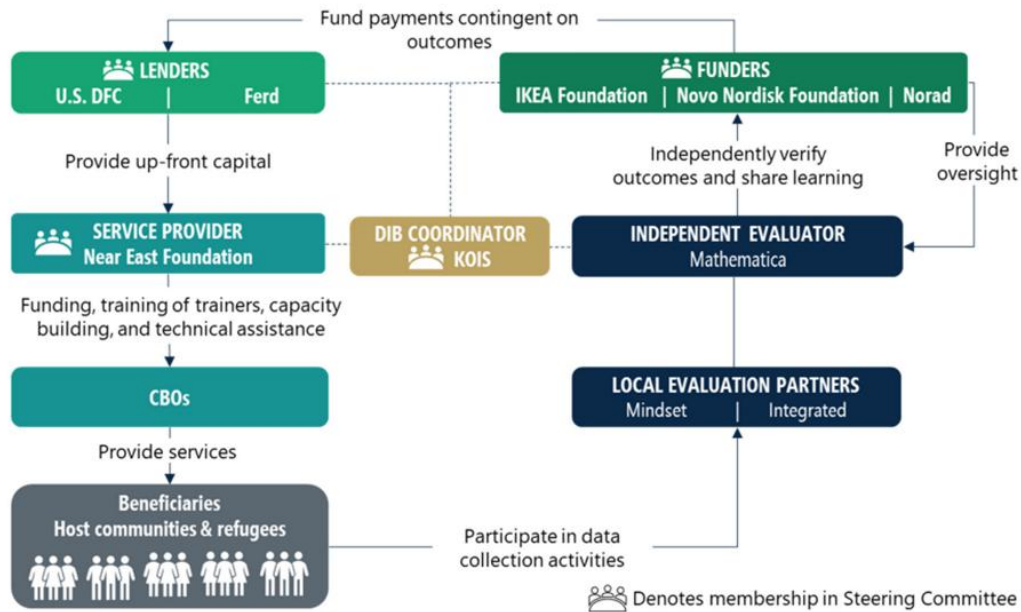 Fund payments contingent on
outcomes
LENDERS
U.S. DFC | Ferd
FUNDERS
IKEA Foundation | Novo Nordisk Foundation | Norad
Provide up-front capital
Independently verify
outcomes and share learning
Provide
oversight
SERVICE PROVIDER
Near East Foundation
DIB COORDINATOR
KOIS
INDEPENDENT EVALUATOR
Mathematica
Funding, training of trainers, capacity
building, and technical assistance
CBOs
LOCAL EVALUATION PARTNERS
Mindset | Integrated
Provide services
Beneficiaries
Host communities & refugees
Participate in data
collection activities
Denotes membership in Steering Committee